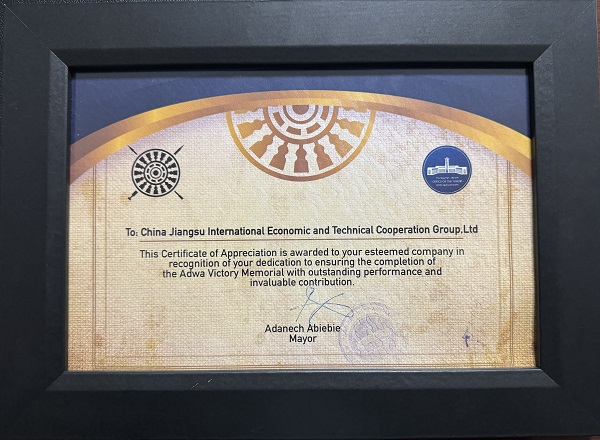 To: China Jiangsu International Economic and Technical Cooperation Group.Ltd
This Certificate of Appreciation is awarded to your esteemed company in
recognition of your dedication to ensuring the completion of
the Adwa Victory Memorial with outstanding performance and
invaluable contribution.
Adanech Abiebie
Mayor